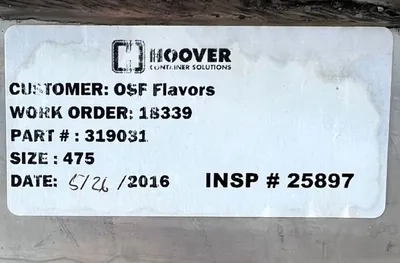 HOOVER
CONTAINER SOLUTIONS
CUSTOMER: OSF Flavors
WORK ORDER: 18339
PART # : 319031
SIZE : 475
DATE: 5/26/2016 INSP # 25897